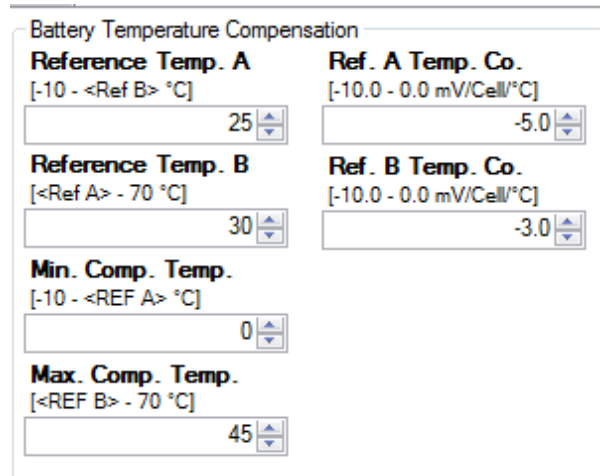 Battery Temperature Compensation
Reference Temp. A
[-10 - <Ref B> °C]
25
Ref. A Temp. Co.
[-10.0 - 0.0 mV/Cell/°C]
-5.0
Reference Temp. B
[<Ref A> - 70 °C]
30
Ref. B Temp. Co.
[-10.0 - 0.0 mV/Cell/°C]
-3.0
Min. Comp. Temp.
[-10 - <REF A> °C]
0
Max. Comp. Temp.
[<REF B> - 70 °C]
45